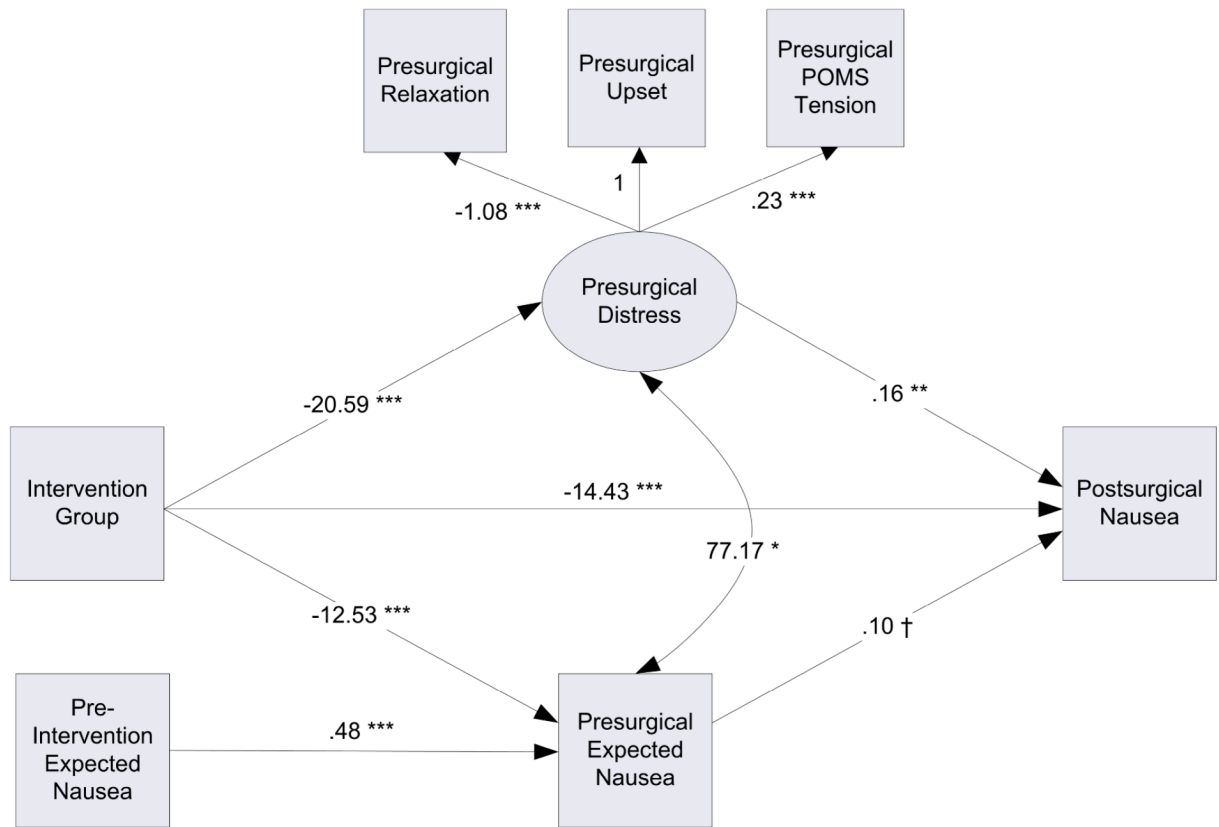 Presurgical
Relaxation
Presurgical
Upset
Presurgical
POMS
Tension
-1.08 ***
1
.23 ***
Presurgical
Distress
-20.59 ***
.16 **
Intervention
Group
-14.43 ***
Postsurgical
Nausea
77.17 *
-12.53 ***
.10 †
Pre-
Intervention
Expected
Nausea
.48 ***
Presurgical
Expected
Nausea